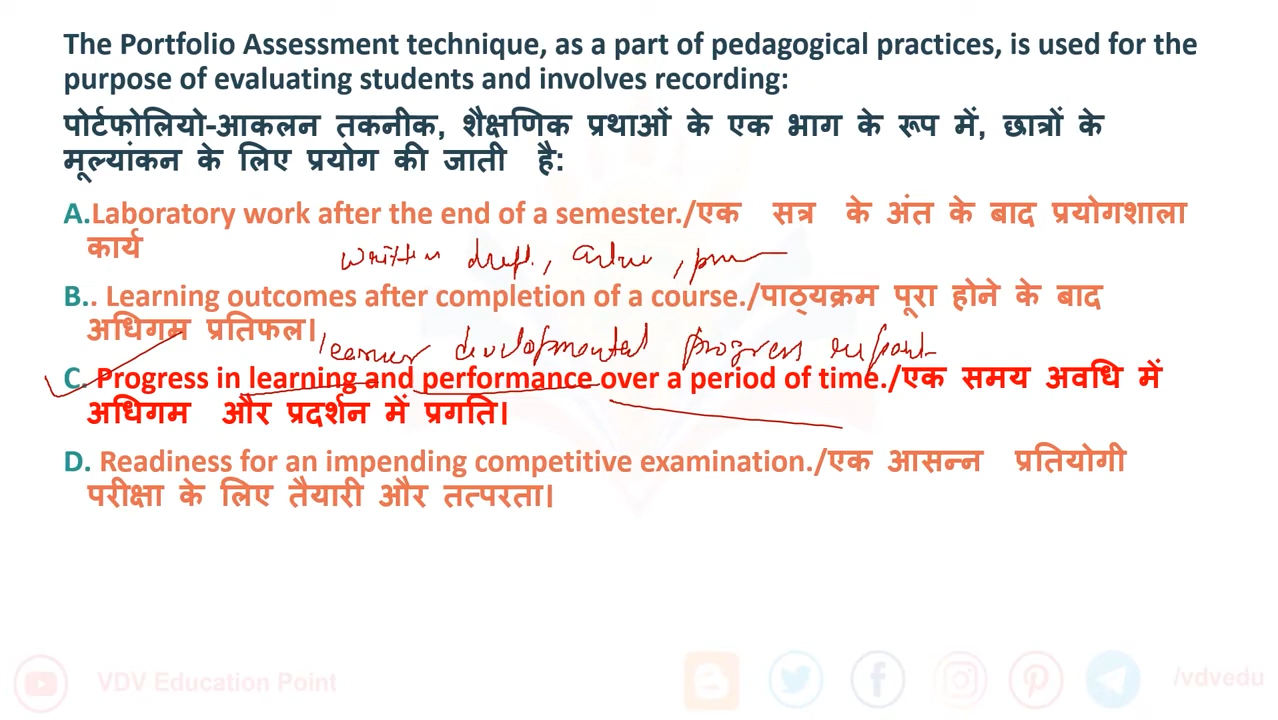 The Portfolio Assessment technique, as a part of pedagogical practices, is used for the
purpose of evaluating students and involves recording:
पोर्टफोलियो-आकलन तकनीक, शैक्षणिक प्रथाओं के एक भाग के रूप में, छात्रों के
मूल्यांकन के लिए प्रयोग की जाती है:
A.Laboratory work after the end of a semester./एक सत्र के अंत के बाद प्रयोगशाला
कार्य
written
B.. Learning outcomes after completion of a course./पाठ्यक्रम पूरा होने के बाद
अधिगम प्रतिफल।
learner developmental progress report
C. Progress in learning and performance over a period of time./एक समय अवधि में
अधिगम और प्रदर्शन में प्रगति।
D. Readiness for an impending competitive examination./एक आसन्न प्रतियोगी
परीक्षा के लिए तैयारी और तत्परता।
VDV Education Point
/vdvedu